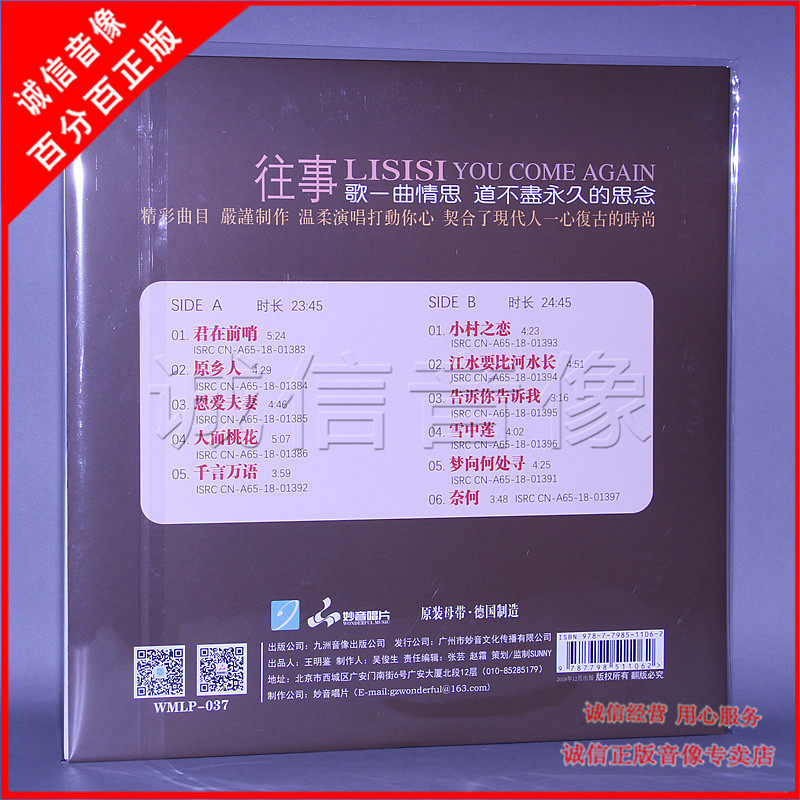 诚信音像
百分百正版
往事 LISISI YOU COME AGAIN
歌一曲情思 道不盡永久的思念
精彩曲目 嚴謹制作 温柔演唱打動你心 契合了現代人一心復古的時尚
SIDE A 时长 23:45
01. 君在前哨 5:24
ISRC CN-A65-18-01383
02. 原乡人 4:29
ISRC CN-A65-18-01384
03. 恩爱夫妻 4:46
ISRC CN-A65-18-01385
04. 人面桃花 5:07
ISRC CN-A65-18-01386
05. 千言万语 3:59
ISRC CN-A65-18-01392
SIDE B 时长 24:45
01. 小村之恋 4:23
ISRC CN-A65-18-01393
02. 江水要比河水长 4:51
ISRC CN-A65-18-01394
03. 告诉你告诉我 3:16
ISRC CN-A65-18-01395
04. 雪中莲 4:02
ISRC CN-A65-18-01396
05. 梦向何处寻 4:25
ISRC CN-A65-18-01391
06. 奈何 3:48 ISRC CN-A65-18-01397
诚信音像
妙音唱片
WONDERFUL MUSIC
原装母带·德国制造
出版公司：九洲音像出版公司 发行公司：广州市妙音文化传播有限公司
出品人：王明鉴 制作人：吴俊生 责任编辑：张芸 赵霜 策划/监制SUNNY
地址：北京市西城区广安门南街6号广安大厦北段12层（010-85285179）
制作公司：妙音唱片（E-mail:gzwonderful@163.com）
WMLP-037
ISBN 978-7-7985-1106-2
9 787798 511062
2018年12月出版 版权所有 翻版必究
诚信经营 用心服务
诚信正版音像专卖店